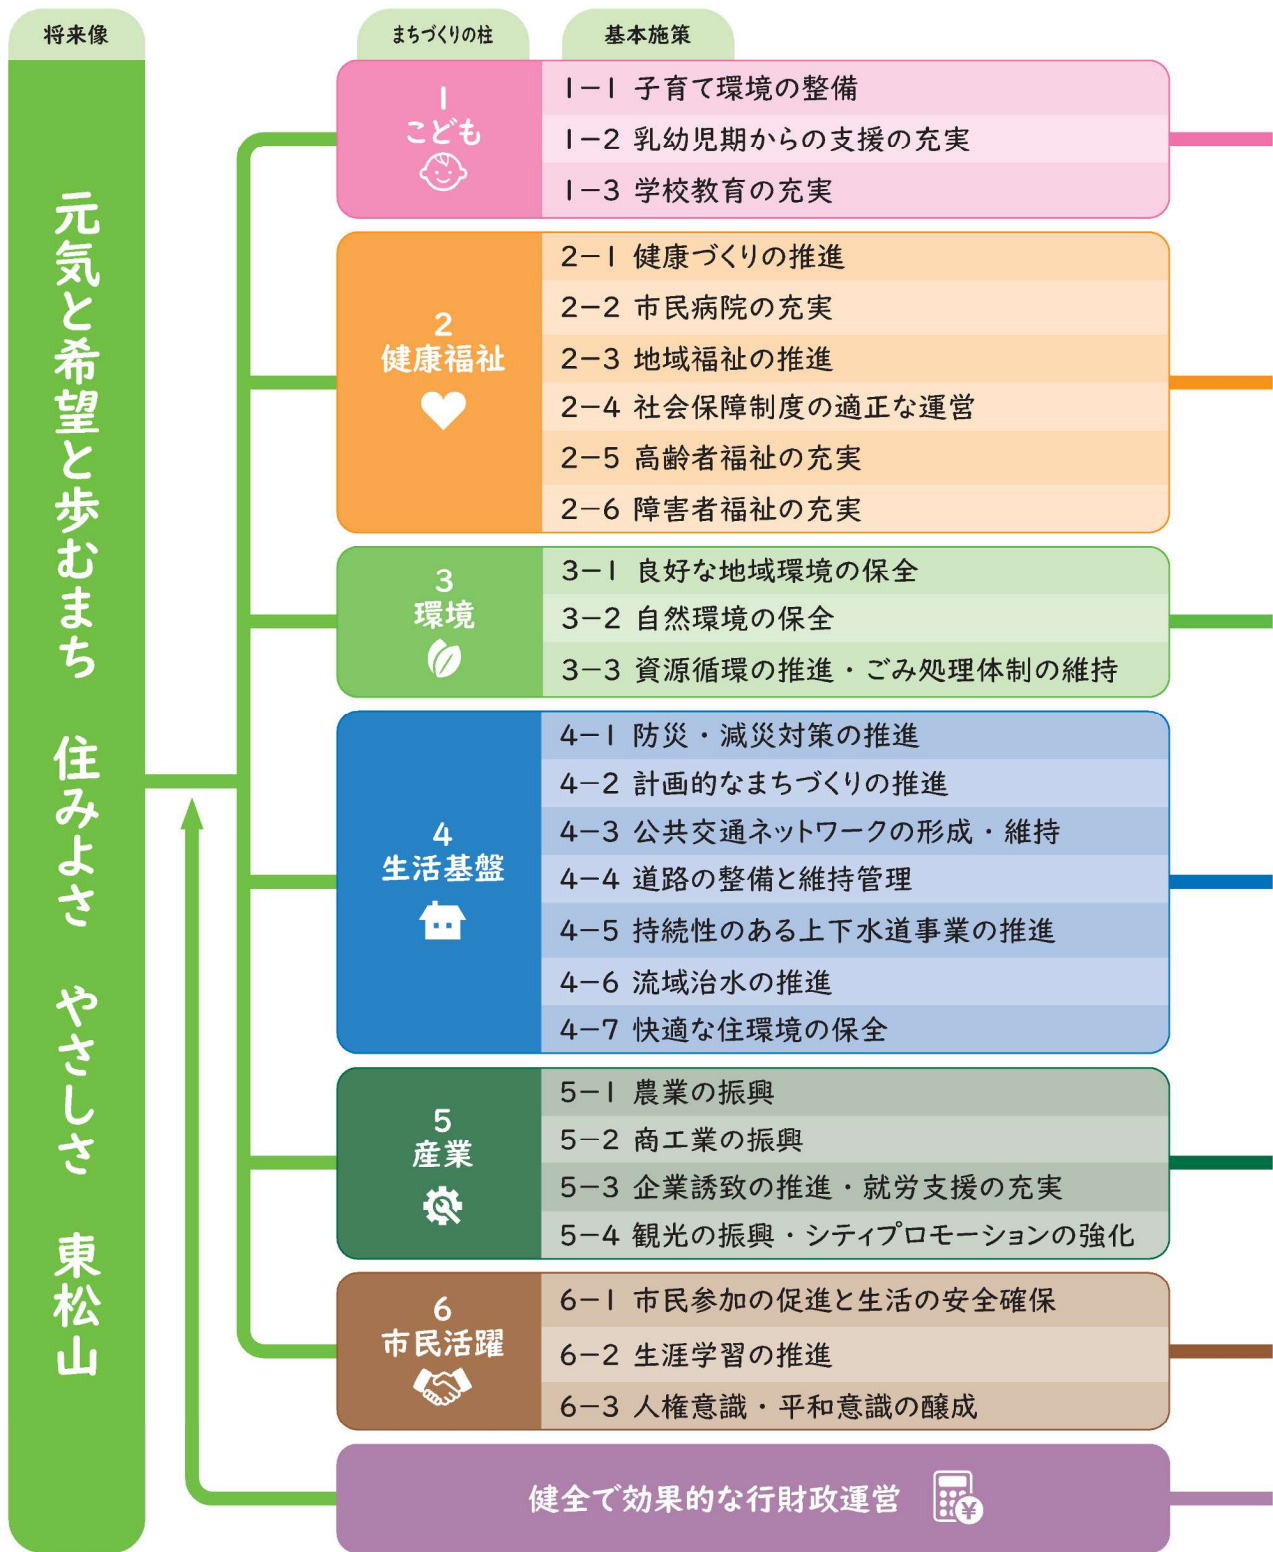 将来像
まちづくりの柱
基本施策
元気と希望と歩むまち 住みよさ やさしさ 東松山
1
こども
1-1 子育て環境の整備
1-2 乳幼児期からの支援の充実
1-3 学校教育の充実
2
健康福祉
2-1 健康づくりの推進
2-2 市民病院の充実
2-3 地域福祉の推進
2-4 社会保障制度の適正な運営
2-5 高齢者福祉の充実
2-6 障害者福祉の充実
3
環境
3-1 良好な地域環境の保全
3-2 自然環境の保全
3-3 資源循環の推進・ごみ処理体制の維持
4
生活基盤
4-1 防災・減災対策の推進
4-2 計画的なまちづくりの推進
4-3 公共交通ネットワークの形成・維持
4-4 道路の整備と維持管理
4-5 持続性のある上下水道事業の推進
4-6 流域治水の推進
4-7 快適な住環境の保全
5
産業
5-1 農業の振興
5-2 商工業の振興
5-3 企業誘致の推進・就労支援の充実
5-4 観光の振興・シティプロモーションの強化
6
市民活躍
6-1 市民参加の促進と生活の安全確保
6-2 生涯学習の推進
6-3 人権意識・平和意識の醸成
健全で効果的な行財政運営
¥